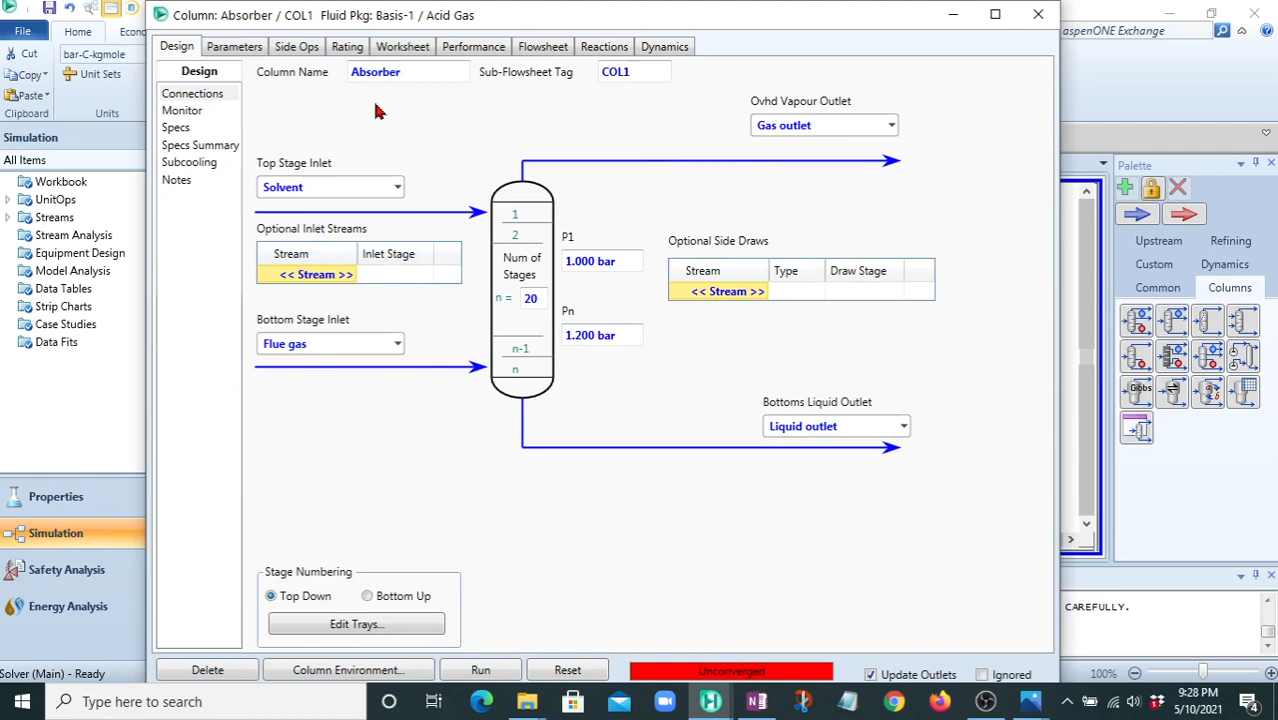 Column: Absorber / COL1 Fluid Pkg: Basis-1 / Acid Gas
File
Home
Econo
aspenONE Exchange
Cut
bar-C-kgmole
Copy
Unit Sets
Paste
Clipboard
Units
Simulation
All Items
Workbook
UnitOps
Streams
Stream Analysis
Equipment Design
Model Analysis
Data Tables
Strip Charts
Case Studies
Data Fits
Properties
Simulation
Safety Analysis
Energy Analysis
Solver (Main) - Ready
Design
Parameters
Side Ops
Rating
Worksheet
Performance
Flowsheet
Reactions
Dynamics
Design
Connections
Monitor
Specs
Specs Summary
Subcooling
Notes
Column Name
Absorber
Sub-Flowsheet Tag
COL1
Ovhd Vapour Outlet
Gas outlet
Top Stage Inlet
Solvent
Optional Inlet Streams
Stream
Inlet Stage
<< Stream >>
Bottom Stage Inlet
Flue gas
1
2
Num of
Stages
n = 20
n-1
n
P1
1.000 bar
Pn
1.200 bar
Optional Side Draws
Stream
Type
Draw Stage
<< Stream >>
Bottoms Liquid Outlet
Liquid outlet
Stage Numbering
Top Down
Bottom Up
Edit Trays...
Delete
Column Environment...
Run
Reset
Unconverged
Update Outlets
Ignored
Palette
Upstream
Refining
Custom
Dynamics
Common
Columns
Gibbs
CAREFULLY.
100%
Type here to search
9:28 PM
5/10/2021
4